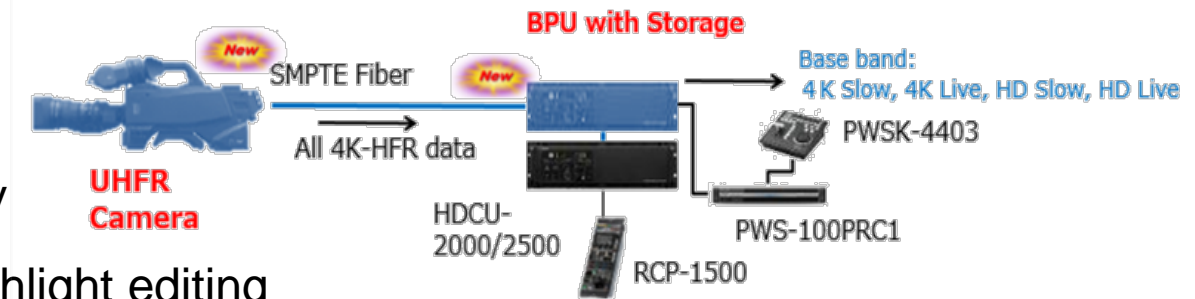 BPU with Storage
New
SMPTE Fiber
New
Base band:
4K Slow, 4K Live, HD Slow, HD Live
All 4K-HFR data
PWSK-4403
UHFR
Camera
y
HDCU-
2000/2500
PWS-100PRC1
RCP-1500
hlight editing